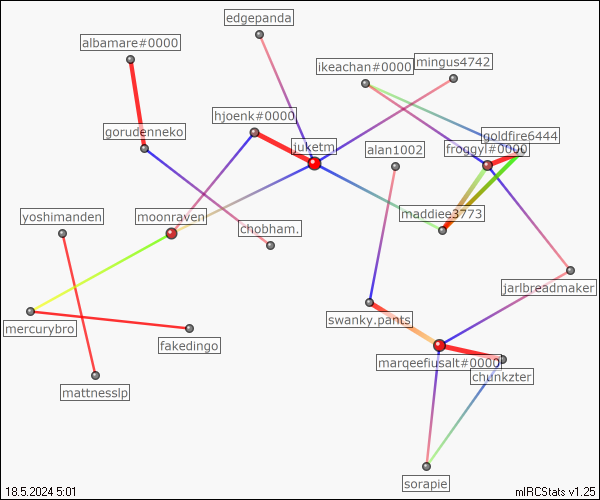 edgepanda
albamare#0000
mingus4742
ikeachan#0000
hjoenk#0000
gorudenneko
goldfire6444
juketm
alan1002
froggyl#0000
yoshimanden
moonraven
maddiee3773
chobham.
jarlbreadmaker
swanky.pants
mercurybro
fakedingo
marqeefiusalt#0000
chunkzter
mattnesslp
sorapie
18.5.2024 5:01
mIRCStats v1.25